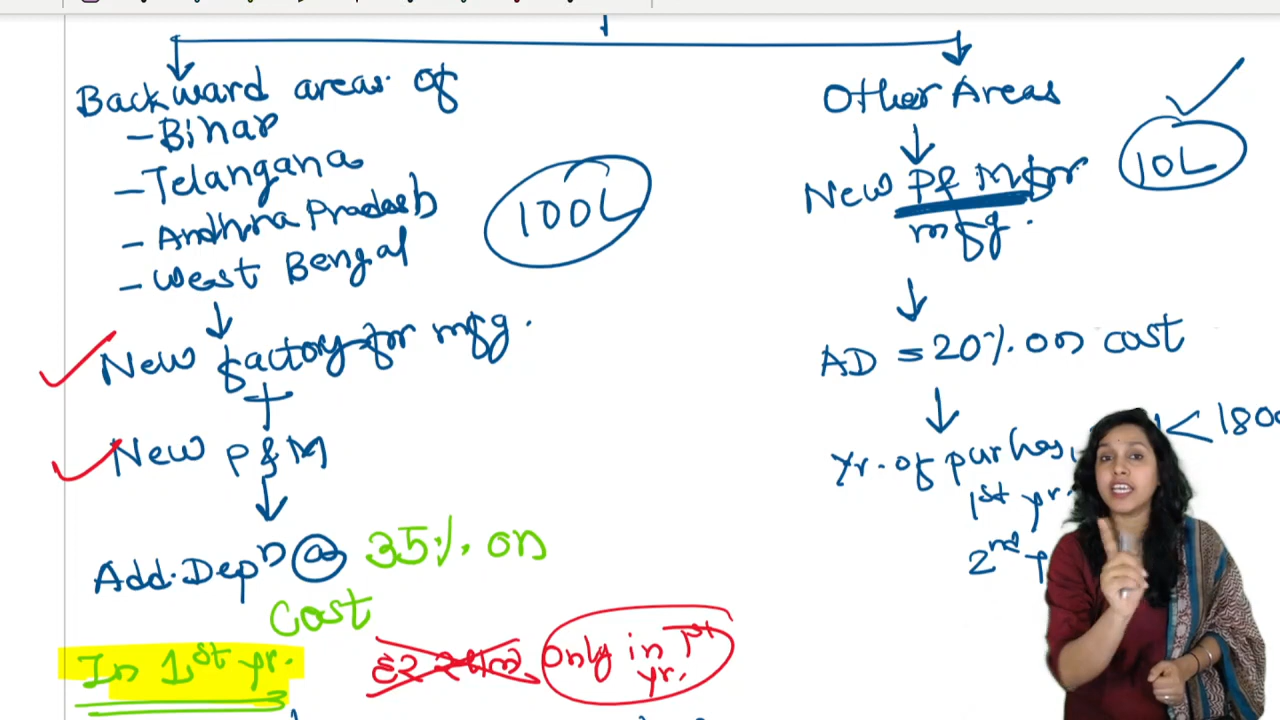 Backward areas of
- Bihar
- Telangana
- Andhra Pradesh
- West Bengal
100L
New factory for mfg.
+
New P&M
Add. Depn @ 35% on
Cost
In 1st yr.
Only in 1st
yr.
Other Areas
10L
New P& M for
mfg.
AD = 20% on cost
Yr. of purchas < 180
1st yr.
2nd